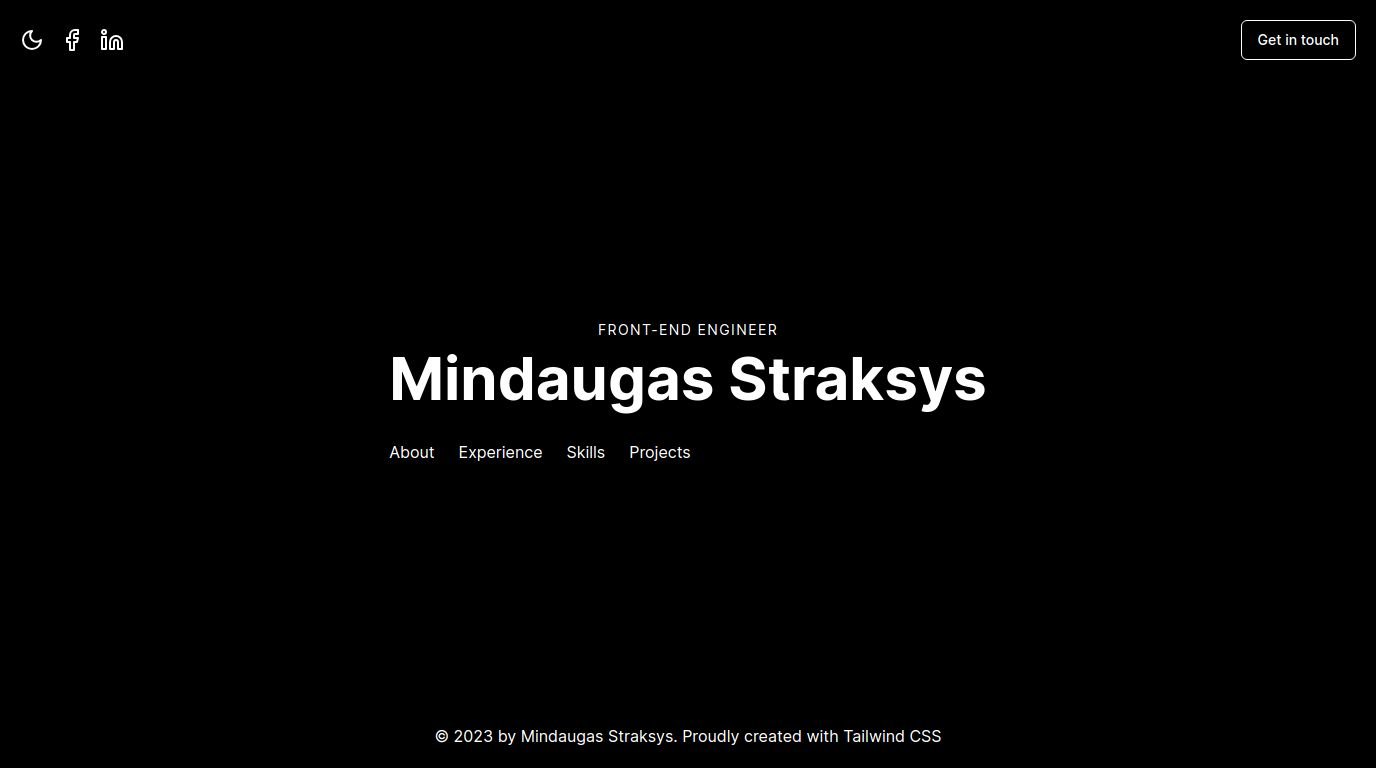 Get in touch
FRONT-END ENGINEER
Mindaugas Straksys
About Experience Skills Projects
© 2023 by Mindaugas Straksys. Proudly created with Tailwind CSS